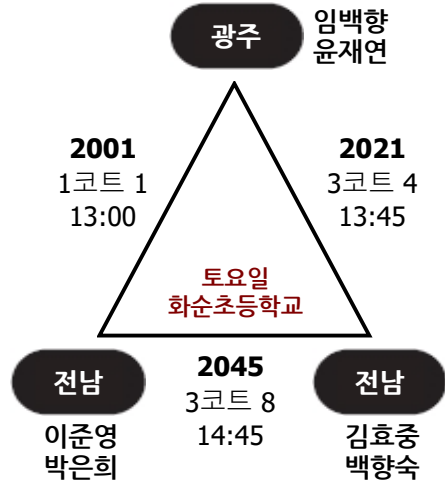 광주
임백향
윤재연
2001
1코트 1
13:00
2021
3코트 4
13:45
토요일
화순초등학교
전남
이준영
박은희
2045
3코트 8
14:45
전남
김효중
백향숙